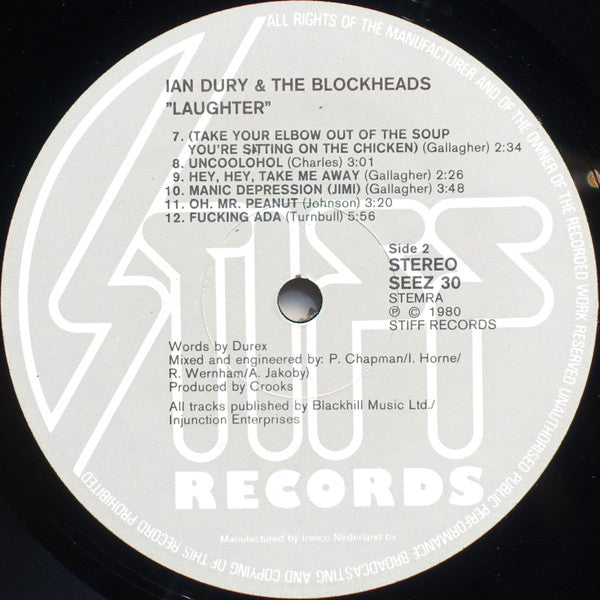 ALL RIGHTS OF THE MANUFACTURER AND OF THE OWNER OF THE RECORDED WORK RESERVED UNAUTHORISED PUBLIC PERFORMANCE BROADCASTING AND COPYING OF THIS RECORD PROHIBITED
IAN DURY & THE BLOCKHEADS
"LAUGHTER"
7. (TAKE YOUR ELBOW OUT OF THE SOUP
YOU'RE SITTING ON THE CHICKEN) (Gallagher) 2:34
8. UNCOOLOHOL (Charles) 3:01
9. HEY, HEY, TAKE ME AWAY (Gallagher) 2:26
10. MANIC DEPRESSION (JIMI) (Gallagher) 3:48
11. OH, MR. PEANUT (Johnson) 3:20
12. FUCKING ADA (Turnbull) 5:56
Side 2
STEREO
SEEZ 30
STEMRA
℗ © 1980
STIFF RECORDS
STIFF
Words by Durex
Mixed and engineered by: P. Chapman/I. Horne/
R. Wernham/A. Jakoby)
Produced by Crooks
All tracks published by Blackhill Music Ltd./
Injunction Enterprises
RECORDS
Manufactured by Inelco Nederland bv